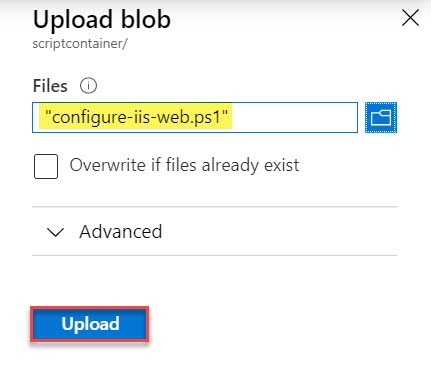 Upload blob
scriptcontainer/
Files
"configure-iis-web.ps1"
Overwrite if files already exist
Advanced
Upload